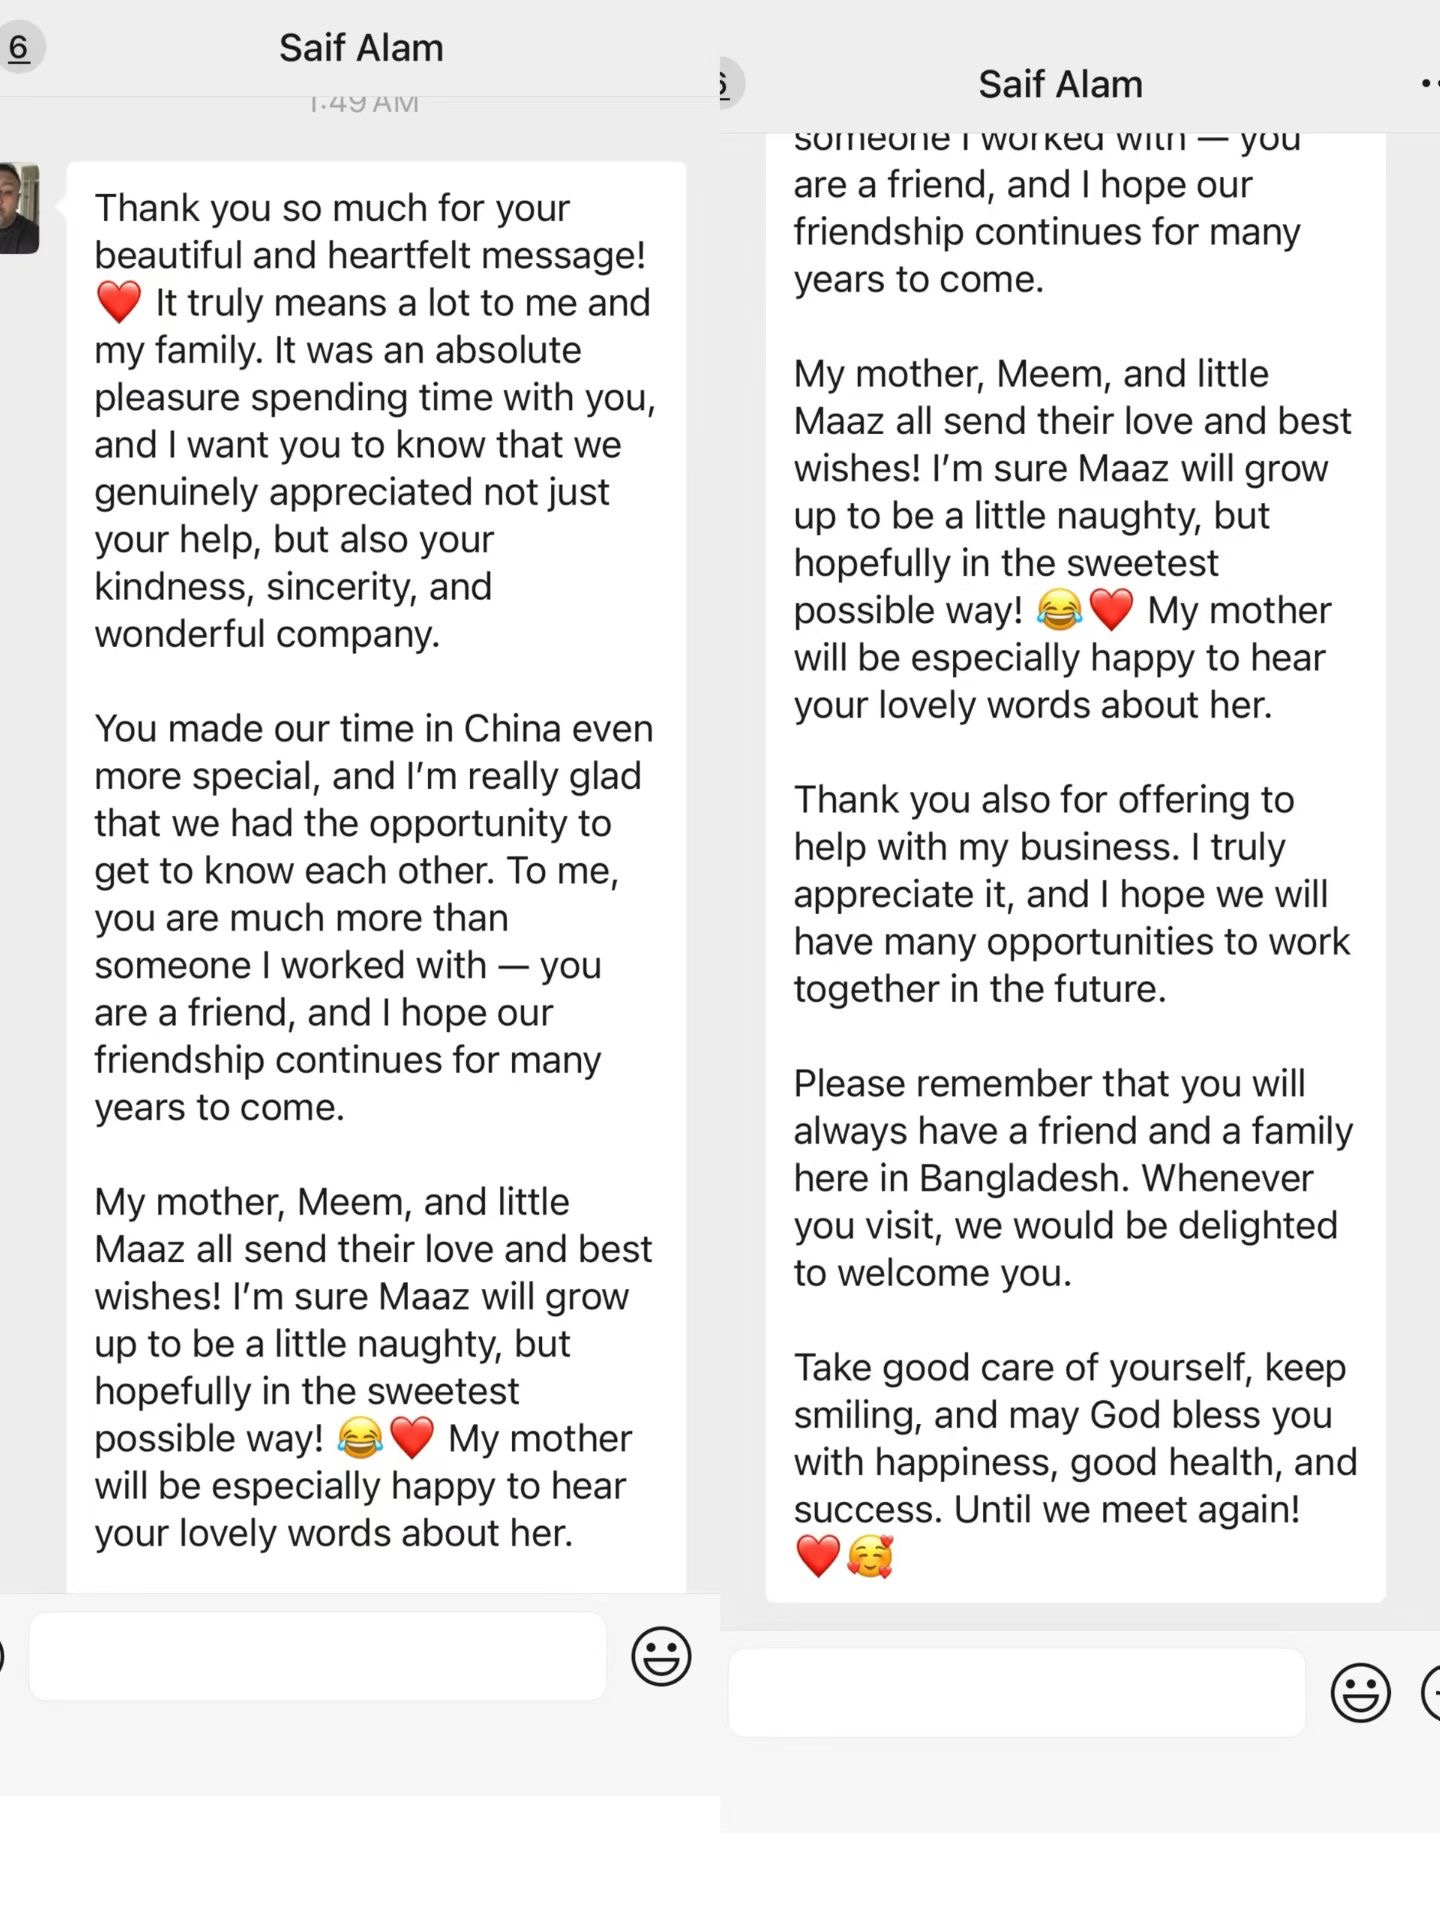 6
Saif Alam
1:49 AM
Thank you so much for your
beautiful and heartfelt message!
❤️ It truly means a lot to me and
my family. It was an absolute
pleasure spending time with you,
and I want you to know that we
genuinely appreciated not just
your help, but also your
kindness, sincerity, and
wonderful company.
You made our time in China even
more special, and I’m really glad
that we had the opportunity to
get to know each other. To me,
you are much more than
someone I worked with — you
are a friend, and I hope our
friendship continues for many
years to come.
My mother, Meem, and little
Maaz all send their love and best
wishes! I’m sure Maaz will grow
up to be a little naughty, but
hopefully in the sweetest
possible way! 😂❤️ My mother
will be especially happy to hear
your lovely words about her.
6
Saif Alam
someone I worked with — you
are a friend, and I hope our
friendship continues for many
years to come.
My mother, Meem, and little
Maaz all send their love and best
wishes! I’m sure Maaz will grow
up to be a little naughty, but
hopefully in the sweetest
possible way! 😂❤️ My mother
will be especially happy to hear
your lovely words about her.
Thank you also for offering to
help with my business. I truly
appreciate it, and I hope we will
have many opportunities to work
together in the future.
Please remember that you will
always have a friend and a family
here in Bangladesh. Whenever
you visit, we would be delighted
to welcome you.
Take good care of yourself, keep
smiling, and may God bless you
with happiness, good health, and
success. Until we meet again!
❤️🥰